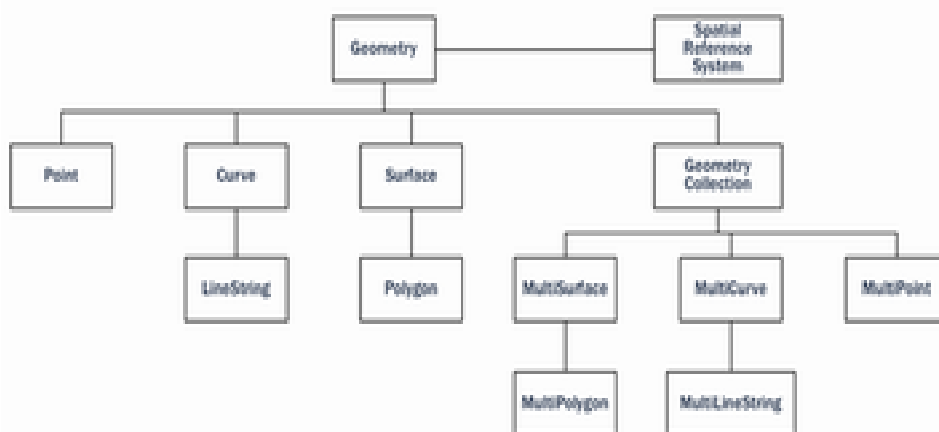 Geometry
Spatial
Reference
System
Point
Curve
Surface
Geometry
Collection
LineString
Polygon
MultiSurface
MultiCurve
MultiPoint
MultiPolygon
MultiLineString